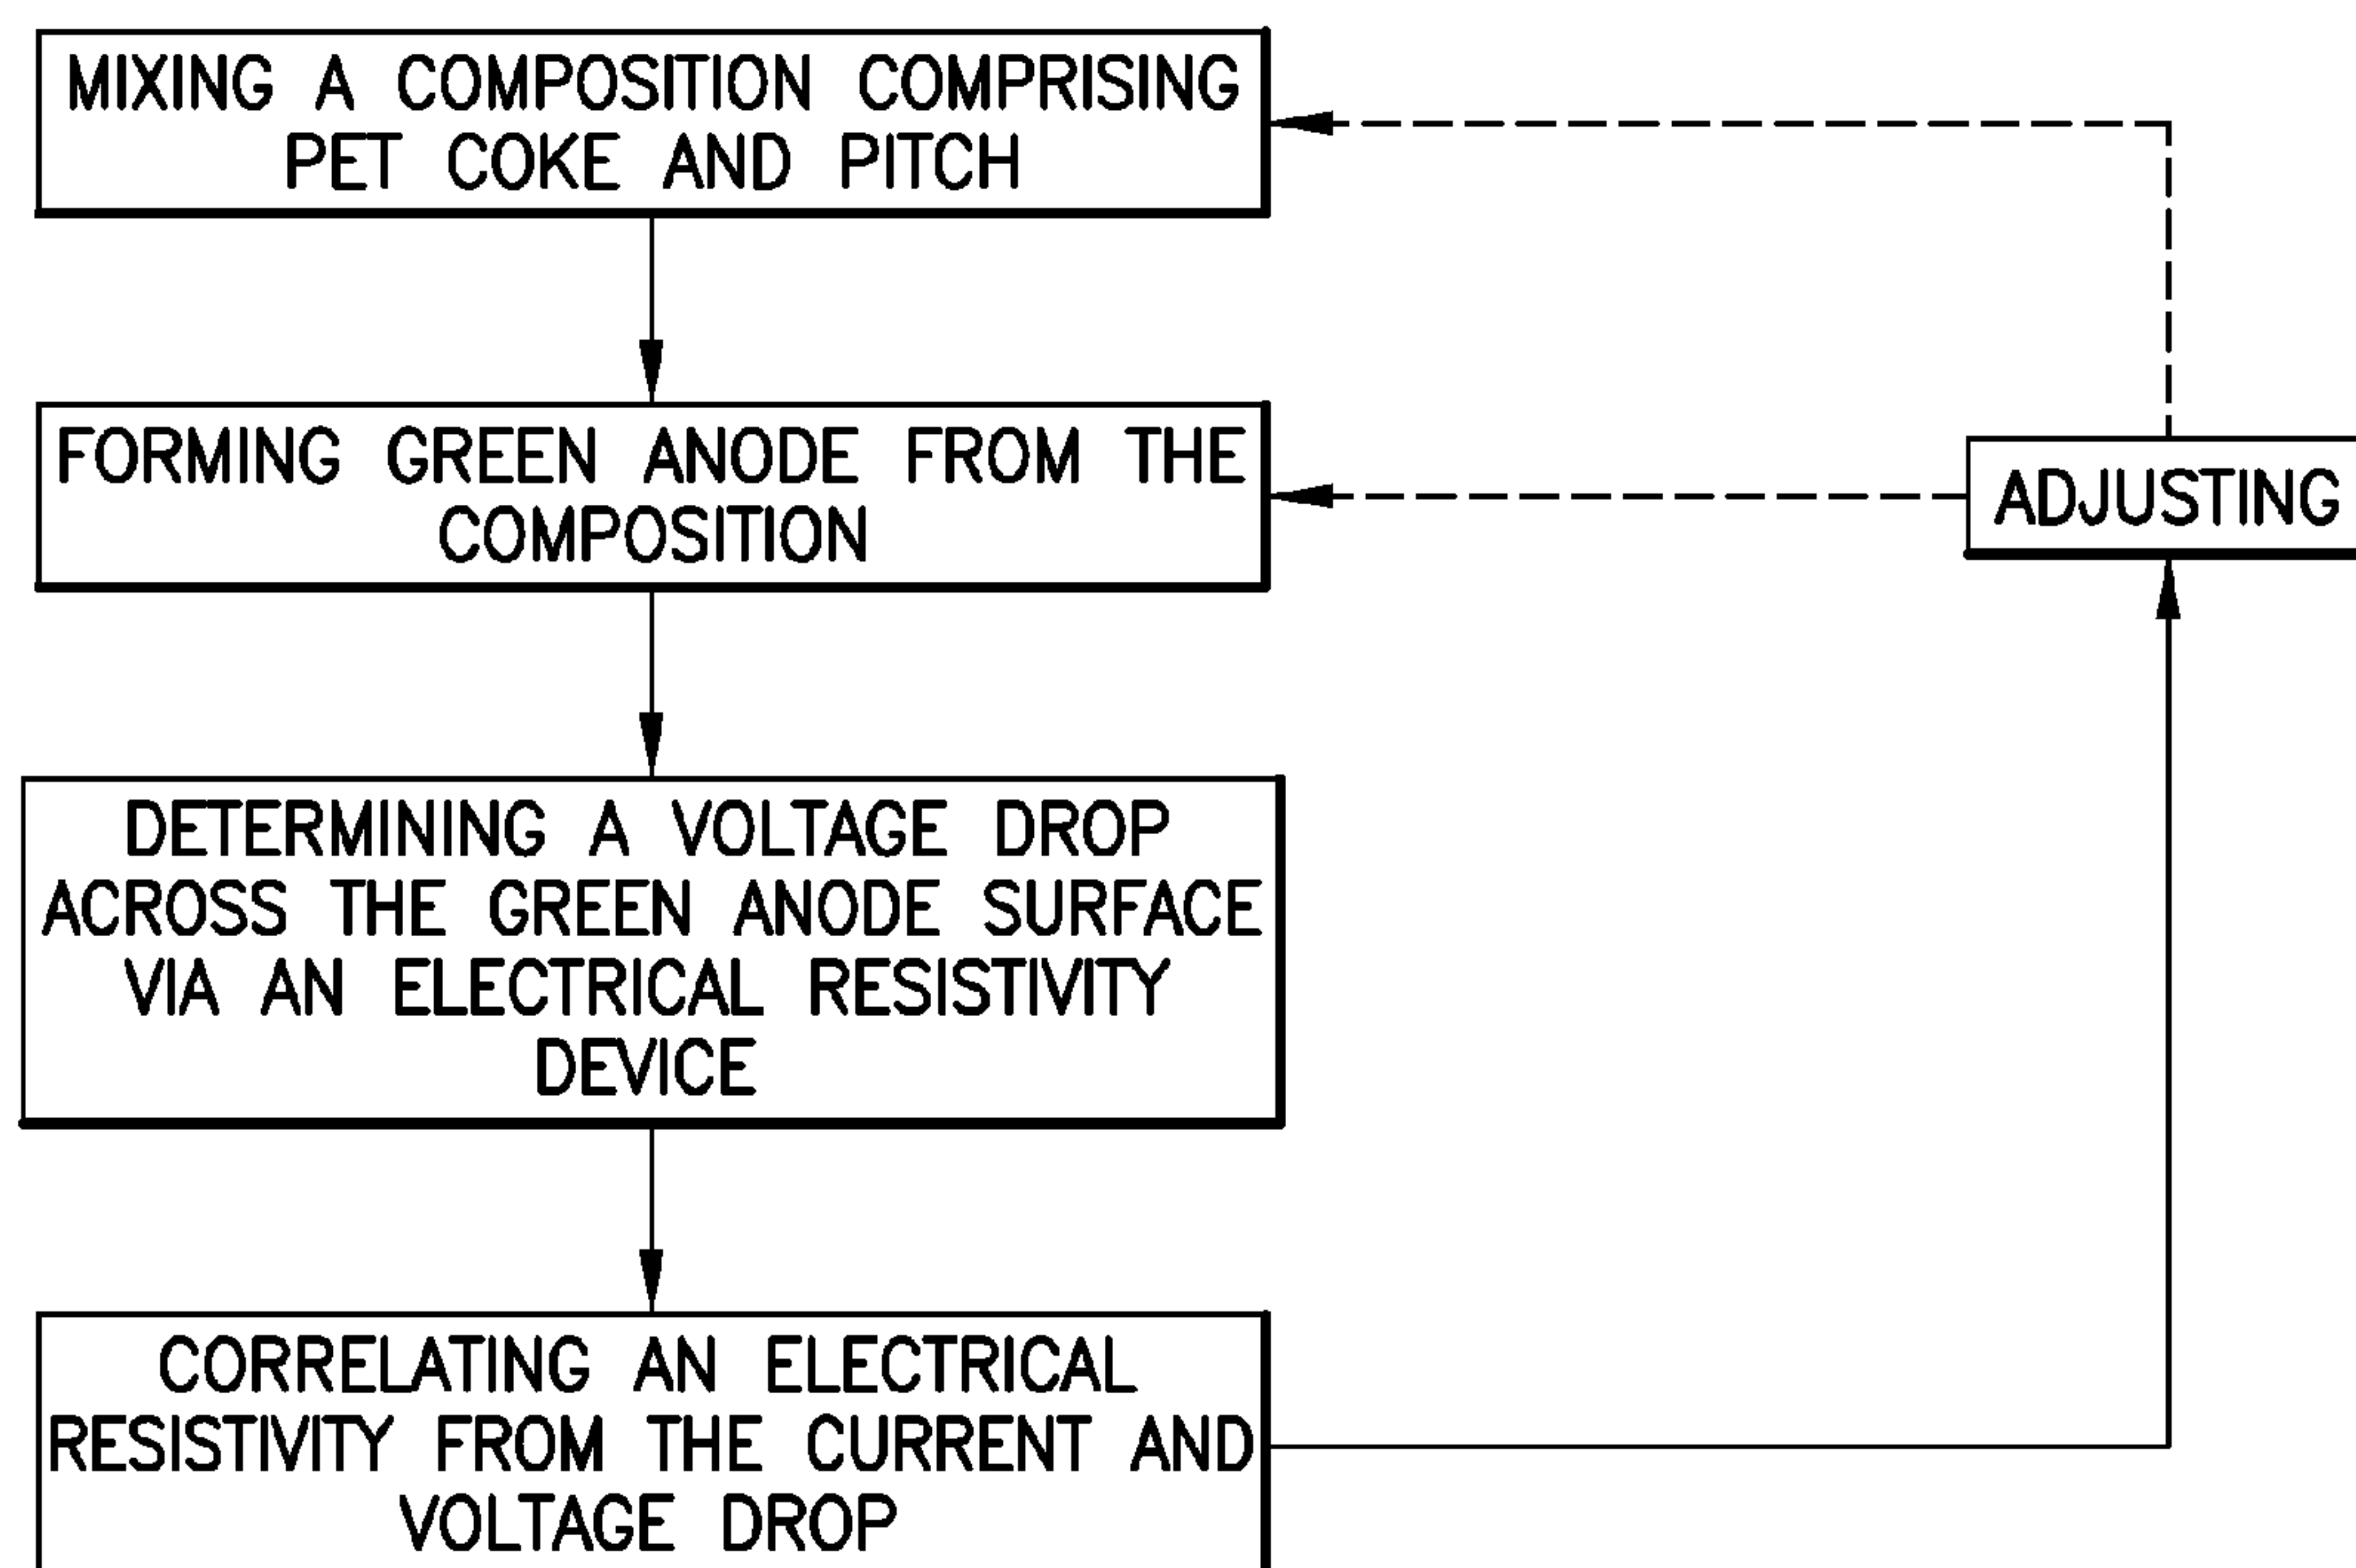 MIXING A COMPOSITION COMPRISING
PET COKE AND PITCH
FORMING GREEN ANODE FROM THE
COMPOSITION
ADJUSTING
DETERMINING A VOLTAGE DROP
ACROSS THE GREEN ANODE SURFACE
VIA AN ELECTRICAL RESISTIVITY
DEVICE
CORRELATING AN ELECTRICAL
RESISTIVITY FROM THE CURRENT AND
VOLTAGE DROP